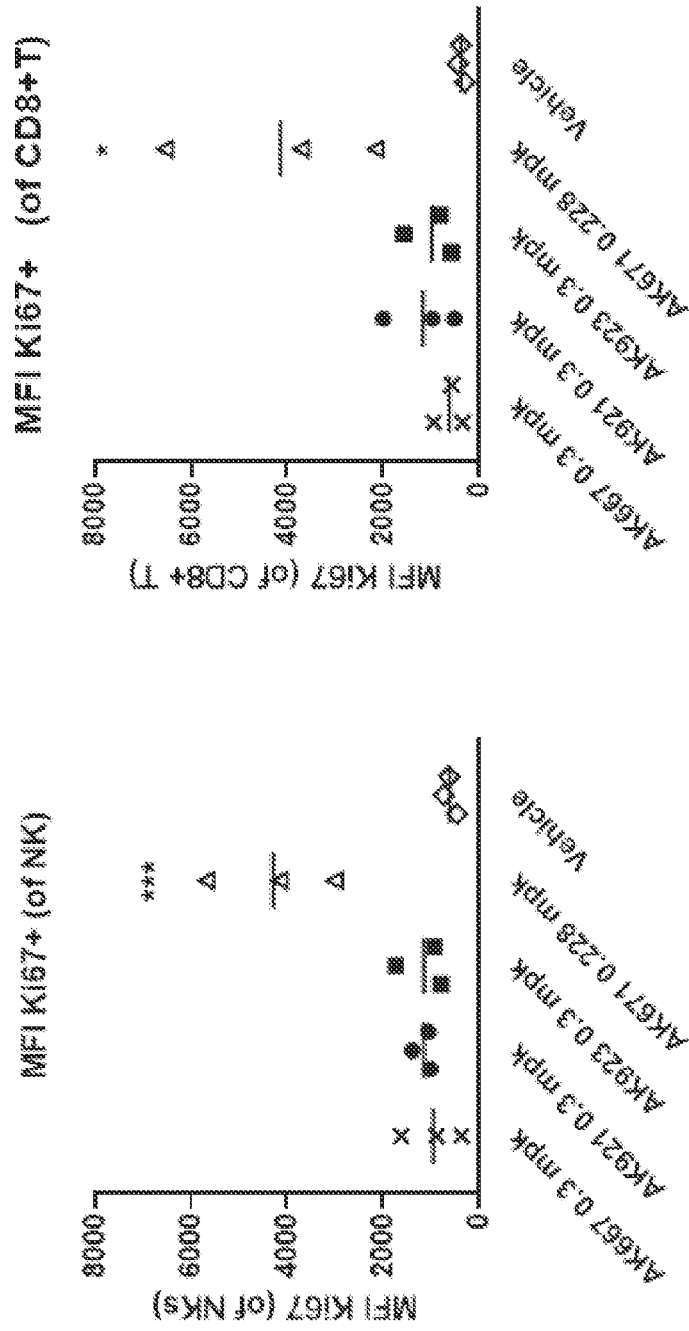 MFI Ki67+ (of NK)
MFI Ki67 (of NKs)
8000
6000
4000
2000
0
***
AK667 0.3 mpk
AK921 0.3 mpk
AK923 0.3 mpk
AK671 0.228 mpk
Vehicle
MFI Ki67+ (of CD8+T)
MFI Ki67 (of CD8+ T)
8000
6000
4000
2000
0
*
AK667 0.3 mpk
AK921 0.3 mpk
AK923 0.3 mpk
AK671 0.228 mpk
Vehicle